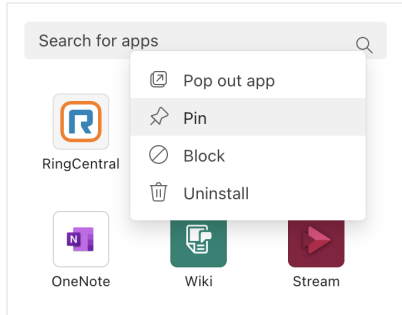 Search for apps
Pop out app
Pin
Block
Uninstall
RingCentral
N
OneNote
Wiki
Stream